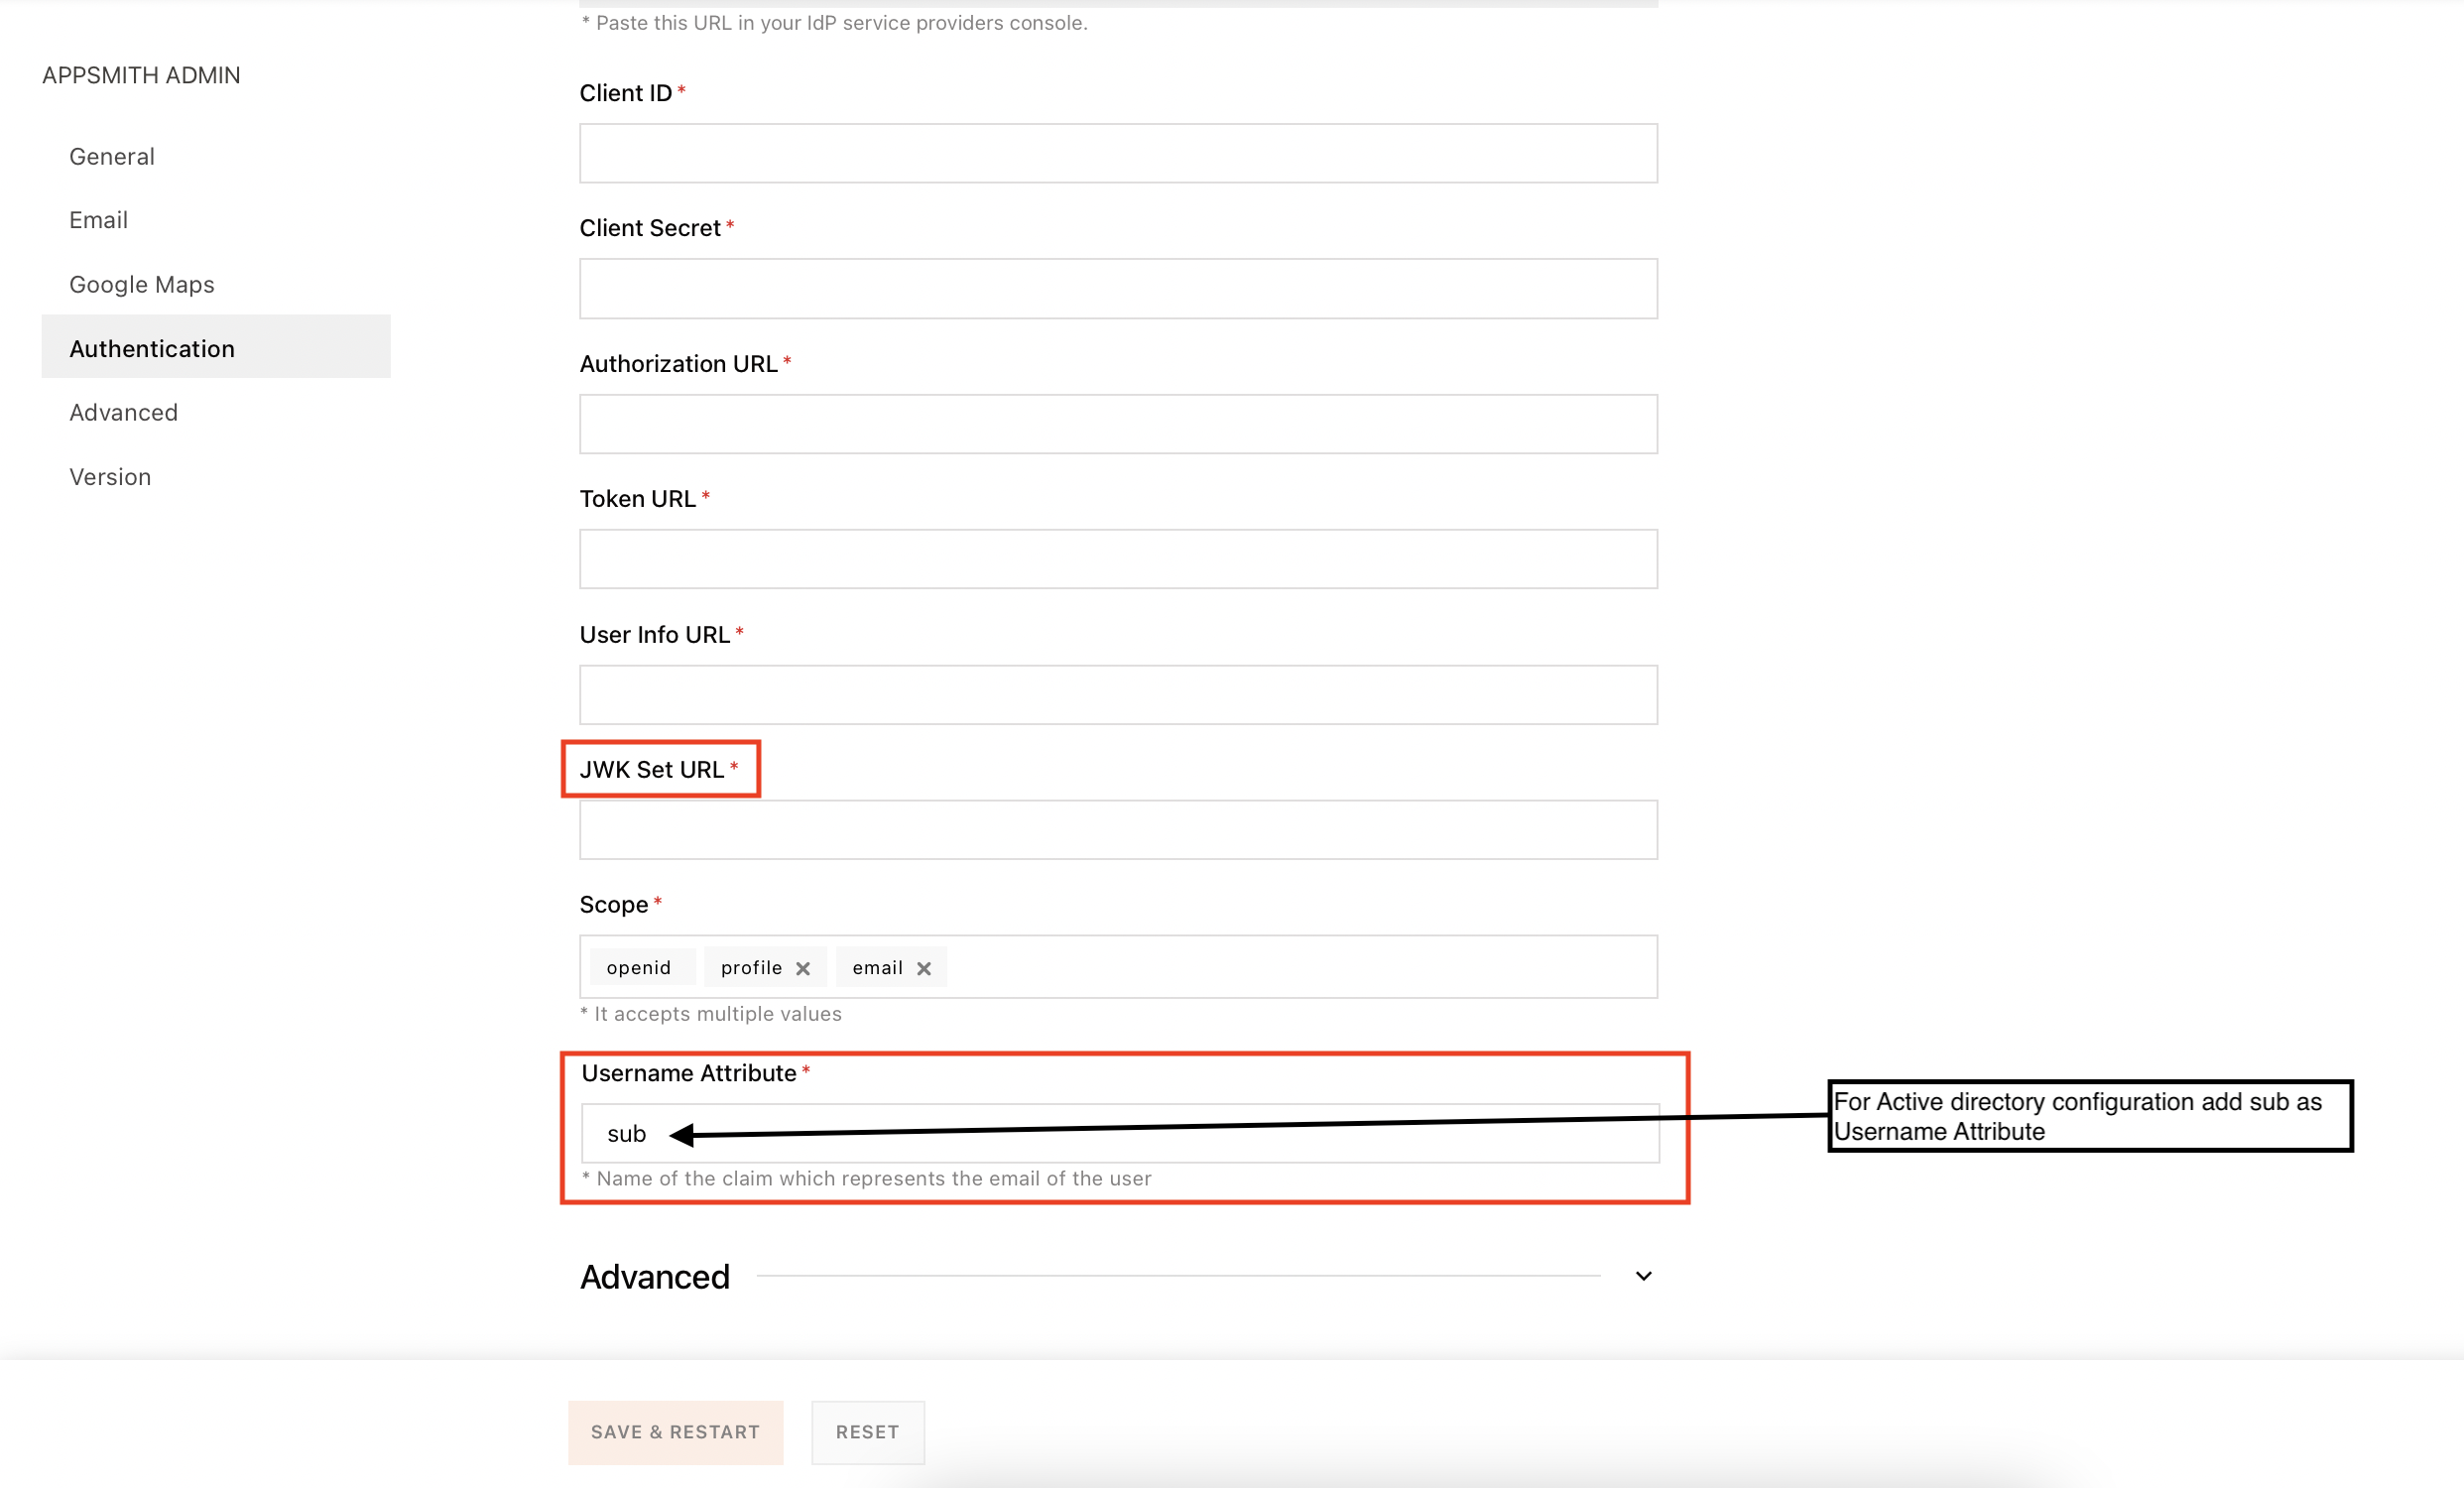 * Paste this URL in your IdP service providers console.
APPSMITH ADMIN
General
Email
Google Maps
Authentication
Advanced
Version
Client ID *
Client Secret *
Authorization URL *
Token URL *
User Info URL *
JWK Set URL *
Scope *
openid profile email
* It accepts multiple values
Username Attribute *
sub
* Name of the claim which represents the email of the user
For Active directory configuration add sub as
Username Attribute
Advanced
SAVE & RESTART
RESET